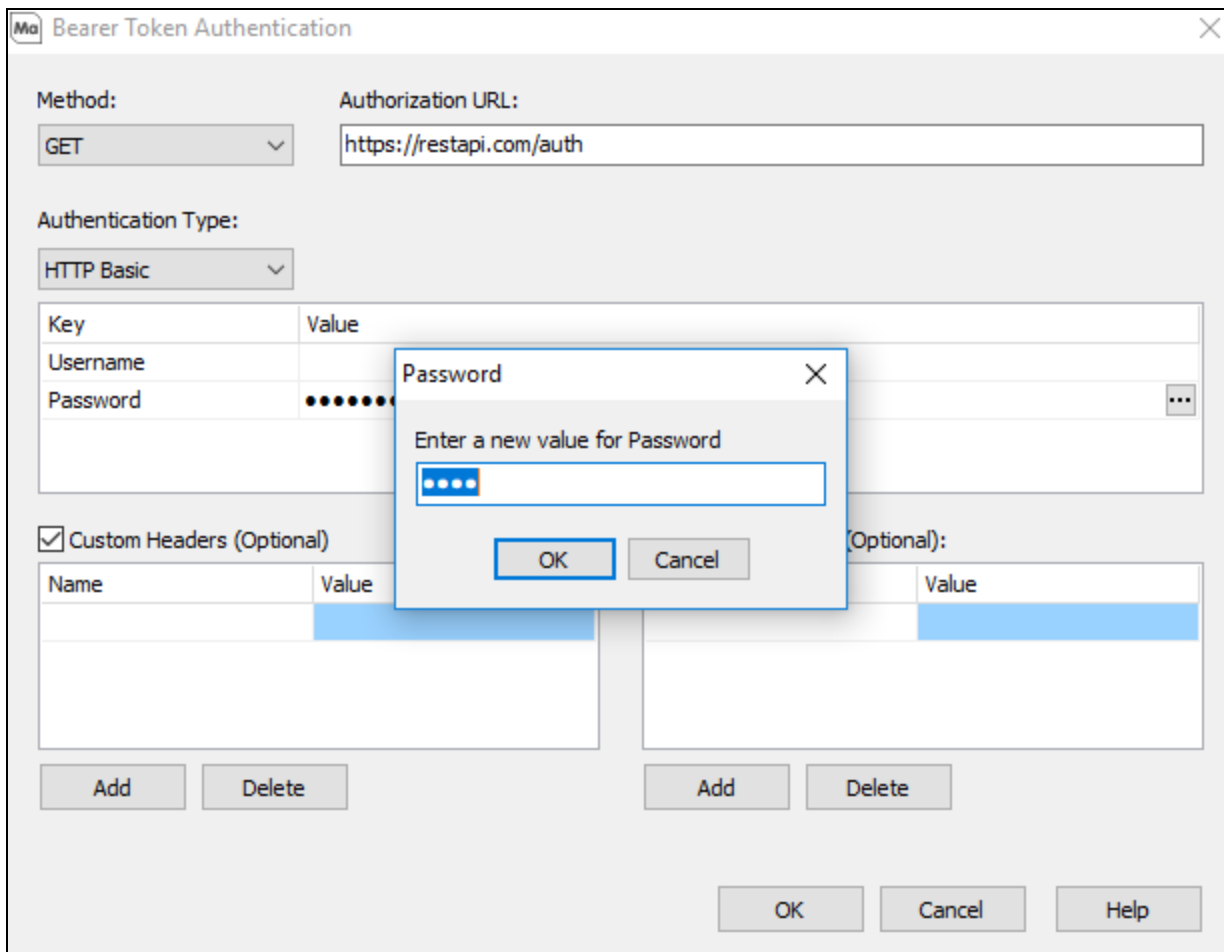 Ma Bearer Token Authentication
Method: Authorization URL:
GET https://restapi.com/auth
Authentication Type:
HTTP Basic
Key Value
Username
Password ●●●●●●● ...
Password
Enter a new value for Password
●●●●
OK Cancel
Custom Headers (Optional) (Optional):
Name Value Value
Add Delete Add Delete
OK Cancel Help